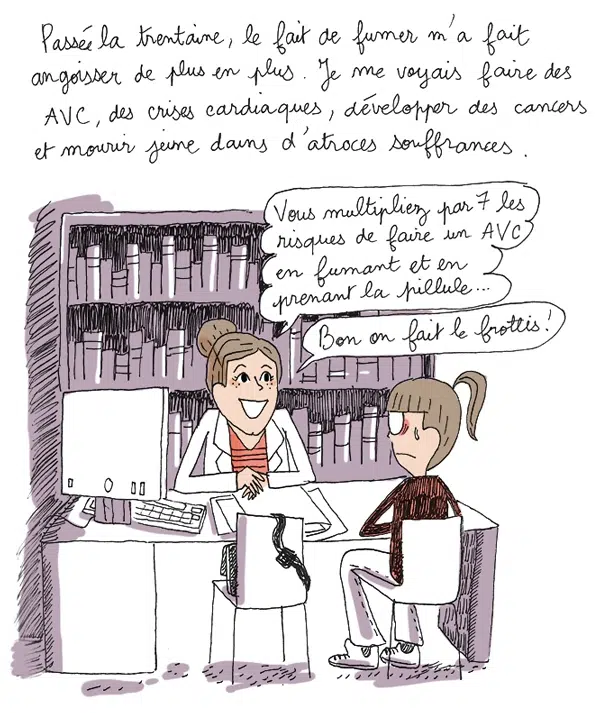 Passée la trentaine, le fait de fumer m'a fait
angoisser de plus en plus. Je me voyais faire des
AVC, des crises cardiaques, développer des cancers
et mourir jeune dans d'atroces souffrances.
Vous multipliez par 7 les
risques de faire un AVC
en fumant et en
prenant la pillule...
Bon on fait le frottis!